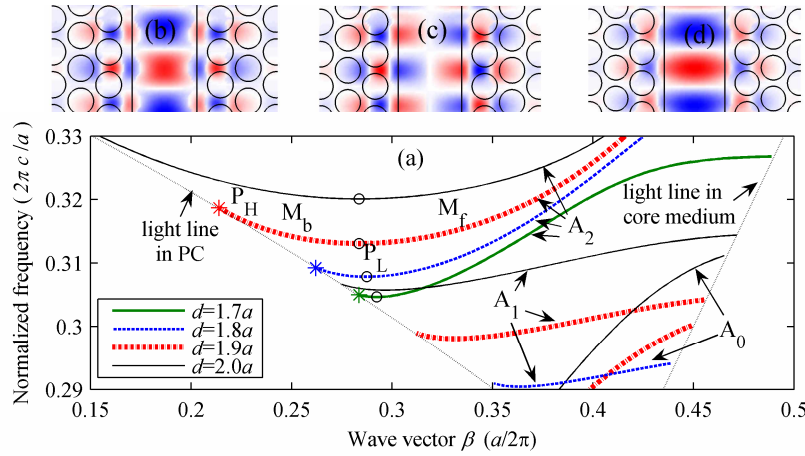 (b)
(c)
(d)
Normalized frequency (2πc/a)
0.33
0.32
0.31
0.3
0.29
(a)
P_H
M_b
M_f
P_L
A_2
light line
in PC
light line in
core medium
A_1
A_0
d=1.7a
d=1.8a
d=1.9a
d=2.0a
0.15
0.2
0.25
0.3
0.35
0.4
0.45
0.5
Wave vector β (a/2π)